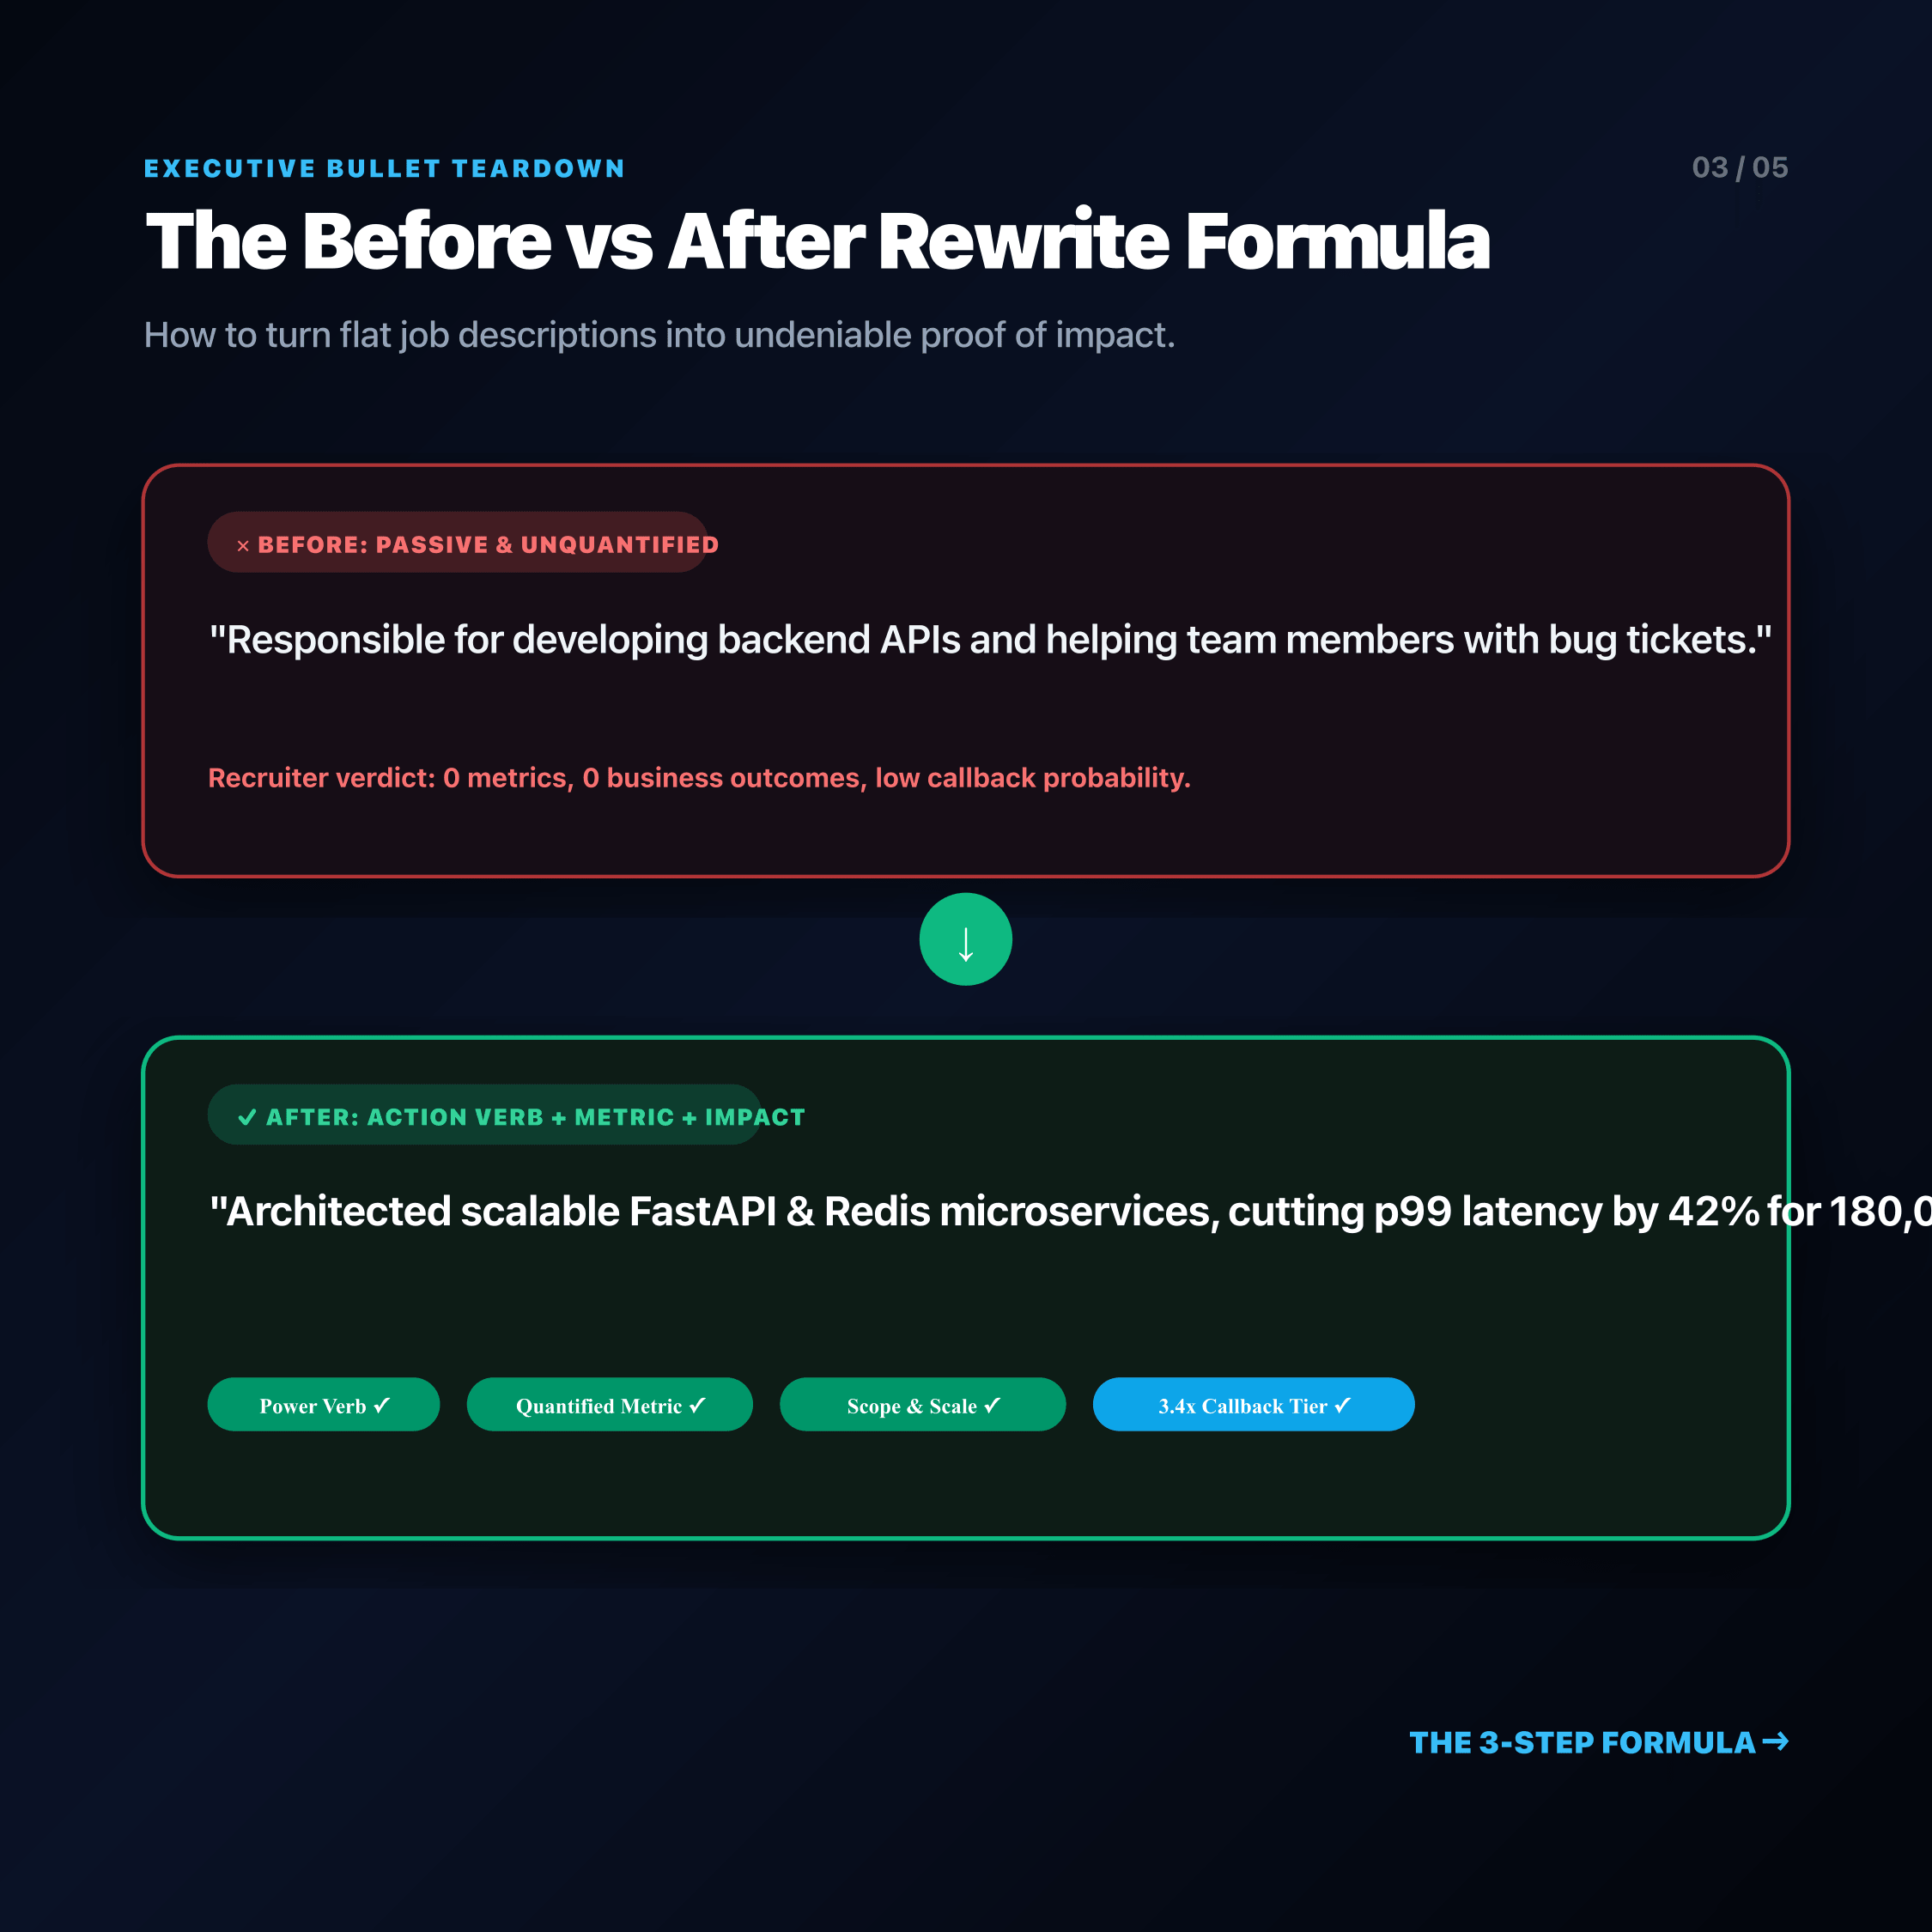 EXECUTIVE BULLET TEARDOWN
03 / 05
The Before vs After Rewrite Formula
How to turn flat job descriptions into undeniable proof of impact.
× BEFORE: PASSIVE & UNQUANTIFIED
"Responsible for developing backend APIs and helping team members with bug tickets."
Recruiter verdict: 0 metrics, 0 business outcomes, low callback probability.
↓
✓ AFTER: ACTION VERB + METRIC + IMPACT
"Architected scalable FastAPI & Redis microservices, cutting p99 latency by 42% for 180,0
Power Verb ✓
Quantified Metric ✓
Scope & Scale ✓
3.4x Callback Tier ✓
THE 3-STEP FORMULA →